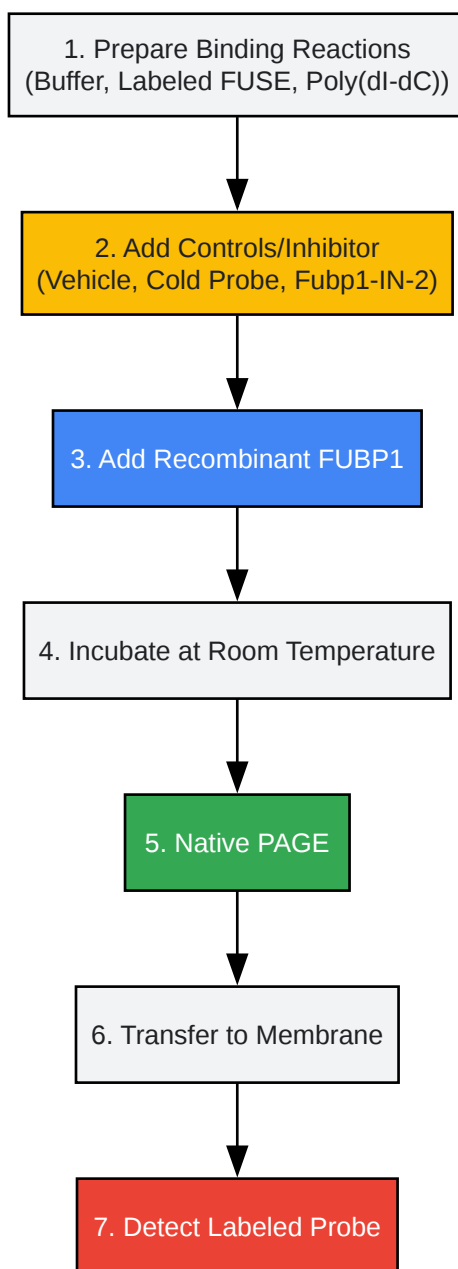 1. Prepare Binding Reactions
(Buffer, Labeled FUSE, Poly(dI-dC))
2. Add Controls/Inhibitor
(Vehicle, Cold Probe, Fubp1-IN-2)
3. Add Recombinant FUBP1
4. Incubate at Room Temperature
5. Native PAGE
6. Transfer to Membrane
7. Detect Labeled Probe